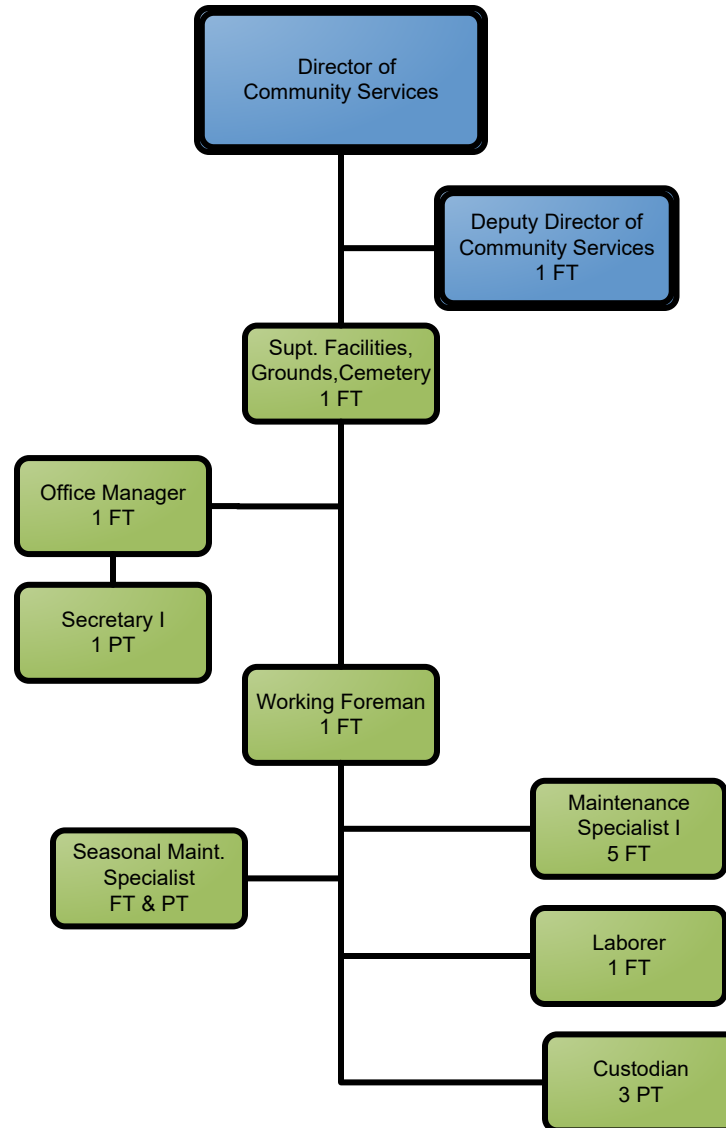 Director of
Community Services
Deputy Director of
Community Services
1 FT
Supt. Facilities,
Grounds,Cemetery
1 FT
Office Manager
1 FT
Secretary I
1 PT
Working Foreman
1 FT
Maintenance
Specialist I
5 FT
Seasonal Maint.
Specialist
FT & PT
Laborer
1 FT
Custodian
3 PT